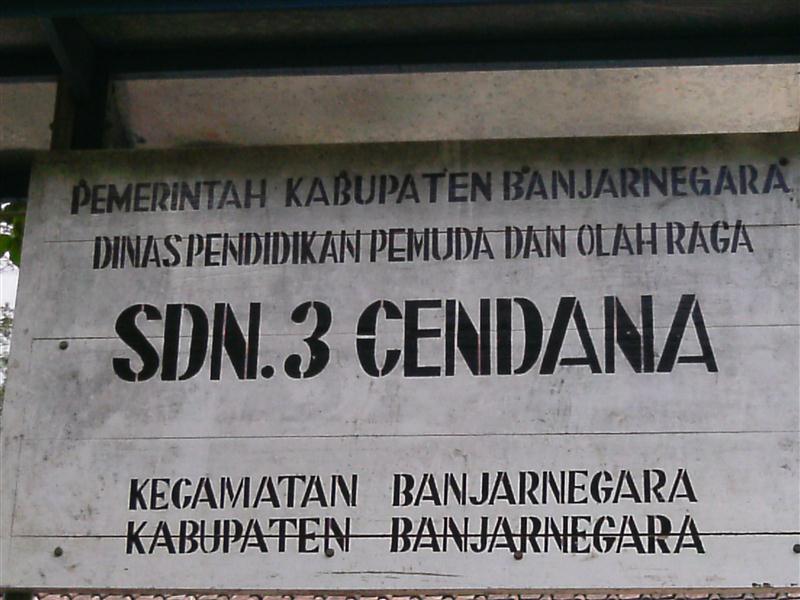 PEMERINTAH KABUPATEN BANJARNEGARA
DINAS PENDIDIKAN PEMUDA DAN OLAH RAGA
SDN.3 CENDANA
KECAMATAN BANJARNEGARA
KABUPATEN BANJARNEGARA